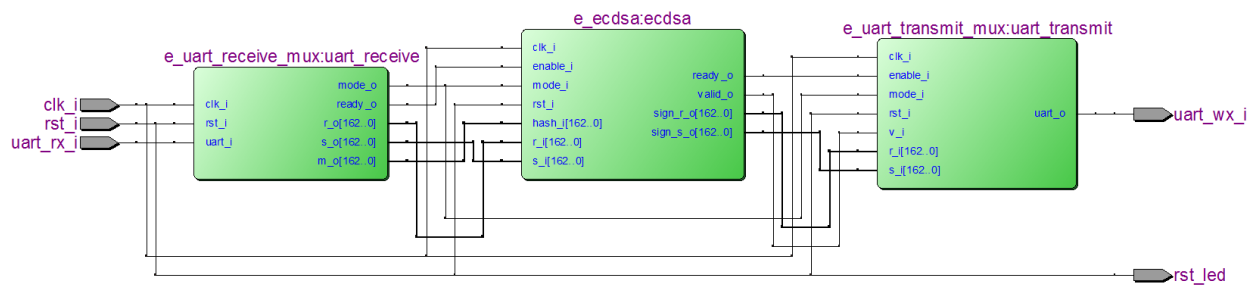 e_ecdsa:ecdsa
e_uart_transmit_mux:uart_transmit
e_uart_receive_mux:uart_receive
clk_i
rst_i
uart_rx_i
clk_i
rst_i
uart_i
mode_o
ready_o
r_o[162..0]
s_o[162..0]
m_o[162..0]
clk_i
enable_i
mode_i
rst_i
hash_i[162..0]
r_i[162..0]
s_i[162..0]
ready_o
valid_o
sign_r_o[162..0]
sign_s_o[162..0]
clk_i
enable_i
mode_i
rst_i
v_i
r_i[162..0]
s_i[162..0]
uart_o
uart_wx_i
rst_led